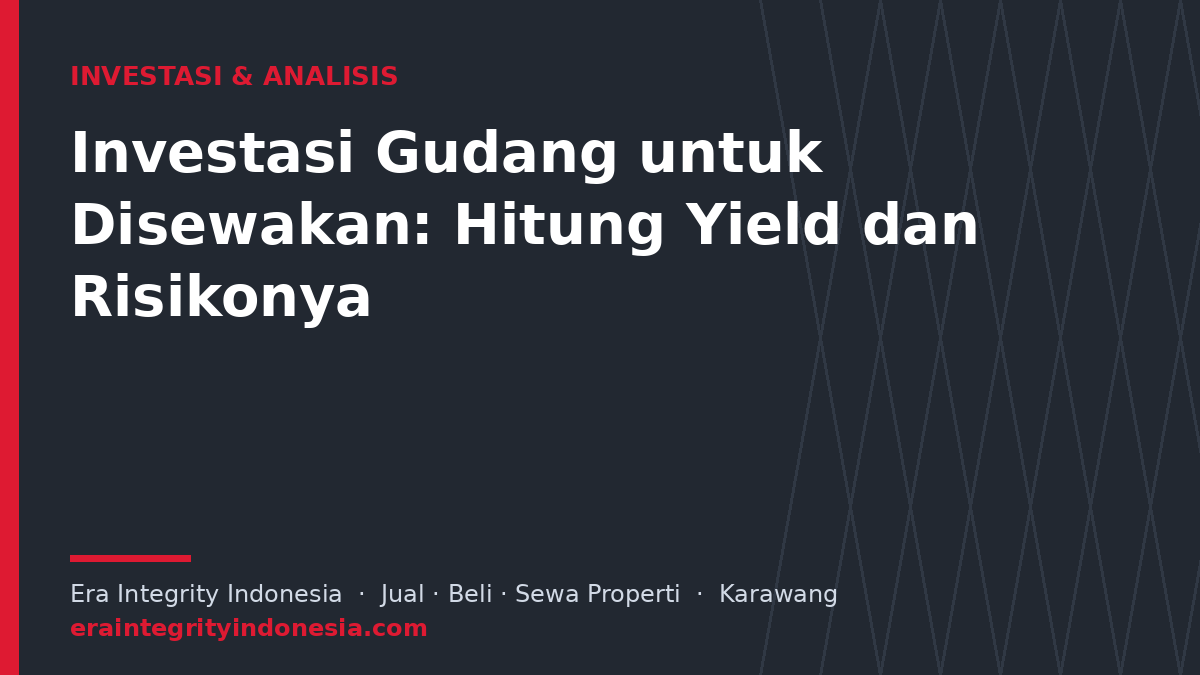 INVESTASI & ANALISIS
Investasi Gudang untuk
Disewakan: Hitung Yield dan
Risikonya
Era Integrity Indonesia · Jual · Beli · Sewa Properti · Karawang
eraintegrityindonesia.com